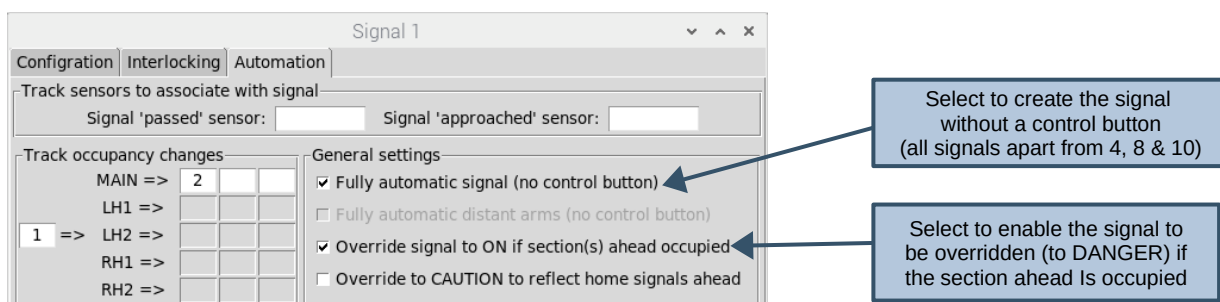 Signal 1
Configration Interlocking Automation
Track sensors to associate with signal
Signal 'passed' sensor: Signal 'approached' sensor:
Track occupancy changes
MAIN => 2
LH1 =>
1 => LH2 =>
RH1 =>
RH2 =>
General settings
Fully automatic signal (no control button)
Fully automatic distant arms (no control button)
Override signal to ON if section(s) ahead occupied
Override to CAUTION to reflect home signals ahead
Select to create the signal
without a control button
(all signals apart from 4, 8 & 10)
Select to enable the signal to
be overridden (to DANGER) if
the section ahead Is occupied